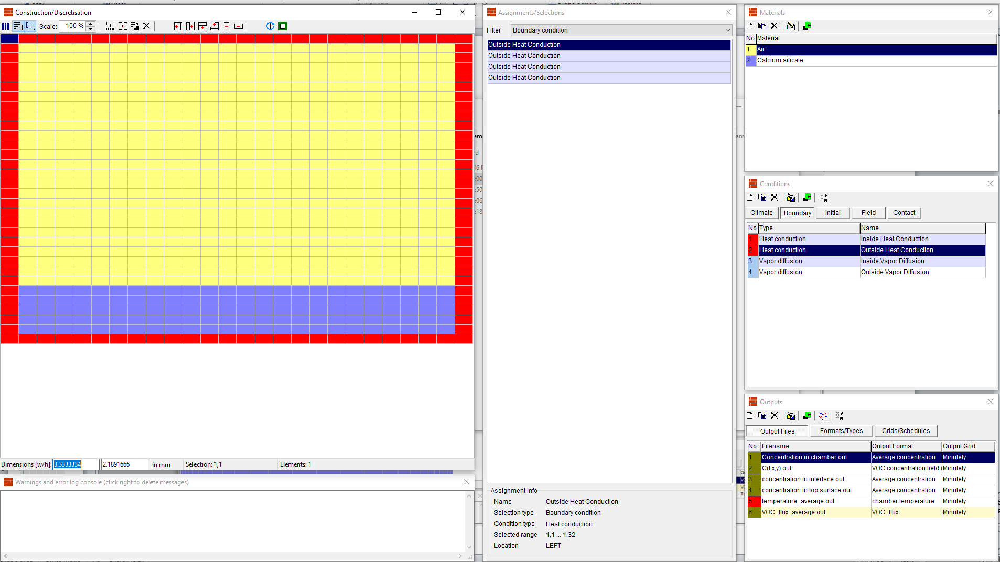 Construction/Discretisation
Scale: 100 %
Dimensions [w/h]: 3.3333334 2.1891666 in mm Selection: 1,1 Elements: 1
Warnings and error log console (click right to delete messages)
Assignments/Selections
Filter Boundary condition
Outside Heat Conduction
Outside Heat Conduction
Outside Heat Conduction
Outside Heat Conduction
Assignment Info
Name Outside Heat Conduction
Selection type Boundary condition
Condition type Heat conduction
Selected range 1,1 ... 1,32
Location LEFT
Materials
No Material
1 Air
2 Calcium silicate
Conditions
Climate Boundary Initial Field Contact
No Type Name
1 Heat conduction Inside Heat Conduction
2 Heat conduction Outside Heat Conduction
3 Vapor diffusion Inside Vapor Diffusion
4 Vapor diffusion Outside Vapor Diffusion
Outputs
Output Files Formats/Types Grids/Schedules
No Filename Output Format Output Grid
1 Concentration in chamber.out Average concentration Minutely
2 C(t,x,y).out VOC concentration field ( Minutely
3 concentration in interface.out Average concentration Minutely
4 concentration in top surface.out Average concentration Minutely
5 temperature_average.out chamber temperature Minutely
6 VOC_flux_average.out VOC_flux Minutely